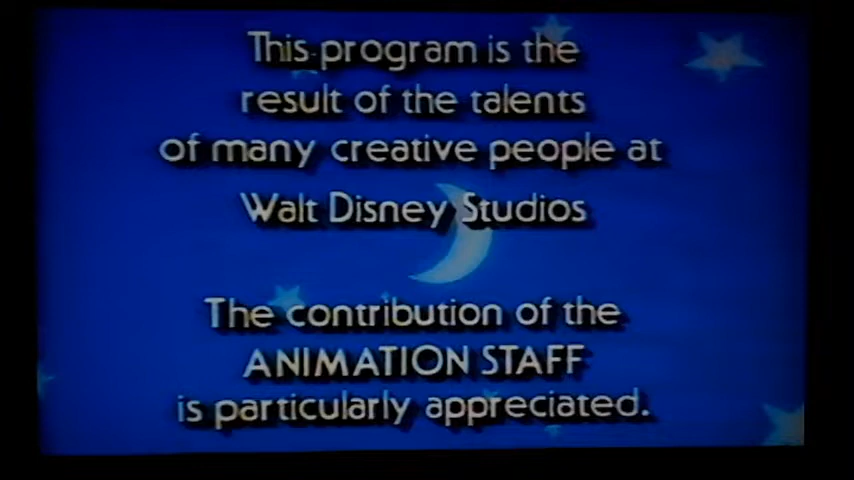 This program is the
result of the talents
of many creative people at
Walt Disney Studios
The contribution of the
ANIMATION STAFF
is particularly appreciated.